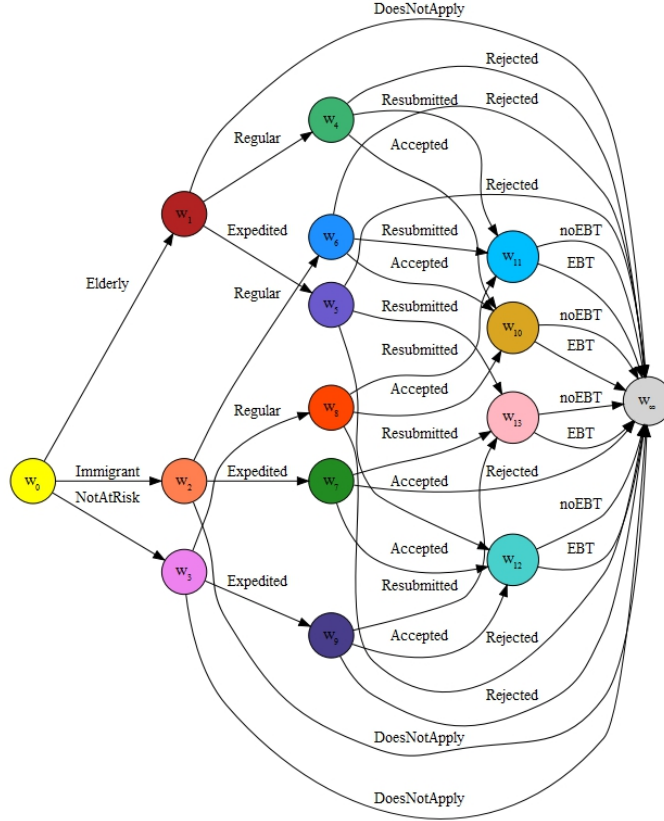 DoesNotApply
Rejected
Resubmitted
Rejected
w4
Regular
Accepted
Rejected
w1
noEBT
Expedited
w6
Resubmitted
w11
EBT
Accepted
Elderly
Regular
w5
Resubmitted
w10
noEBT
EBT
Resubmitted
Accepted
noEBT
w∞
Regular
w8
w13
Resubmitted
EBT
Rejected
Immigrant
Expedited
w0
w2
w7
Accepted
NotAtRisk
noEBT
Accepted
EBT
w12
w3
Expedited
Resubmitted
w9
Accepted
Rejected
Rejected
DoesNotApply
DoesNotApply